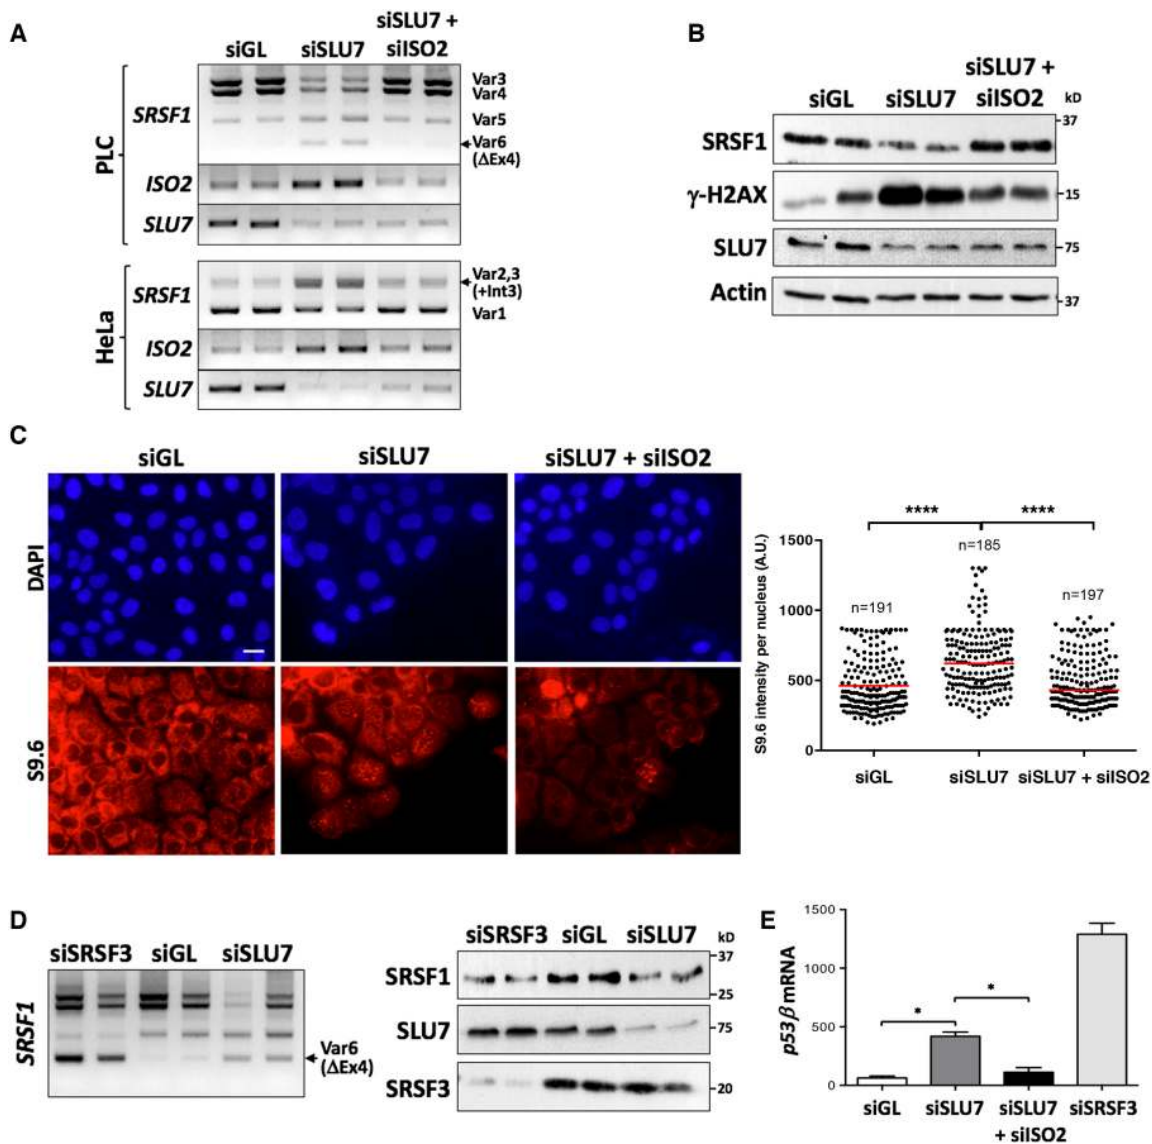 A
siGL
siSLU7
siSLU7 +
siISO2
PLC
SRSF1
Var3
Var4
Var5
Var6
(ΔEx4)
ISO2
SLU7
HeLa
SRSF1
Var2,3
(+Int3)
Var1
ISO2
SLU7
B
siGL
siSLU7
siSLU7 +
siISO2
kD
SRSF1
37
γ-H2AX
15
SLU7
75
Actin
37
C
siGL
siSLU7
siSLU7 + siISO2
DAPI
S9.6
S9.6 intensity per nucleus (A.U.)
1500
1000
500
0
****
****
n=191
n=185
n=197
siGL
siSLU7
siSLU7 + siISO2
D
siSRSF3
siGL
siSLU7
SRSF1
Var6
(ΔEx4)
siSRSF3
siGL
siSLU7
kD
SRSF1
37
25
SLU7
75
SRSF3
20
E
p53β mRNA
1500
1000
500
0
*
*
siGL
siSLU7
siSLU7
+ siISO2
siSRSF3